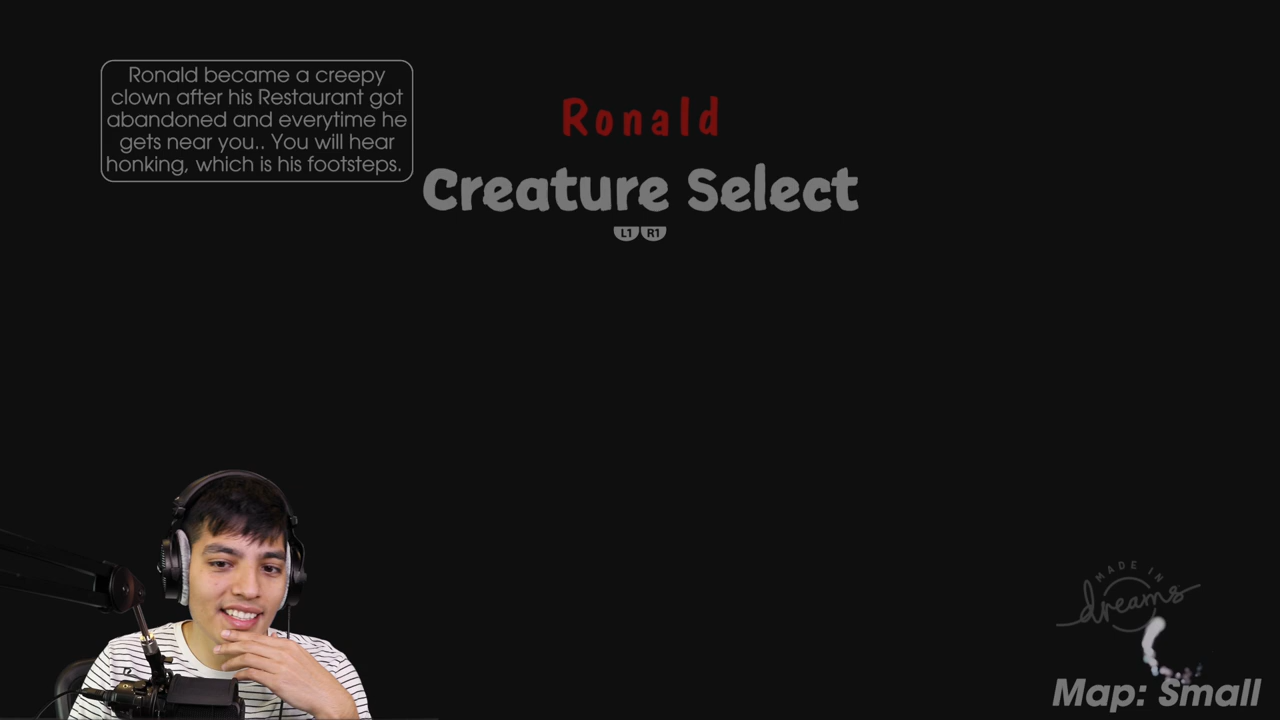 Ronald became a creepy
clown after his Restaurant got
abandoned and everytime he
gets near you.. You will hear
honking, which is his footsteps.
Ronald
Creature Select
L1 R1
MADE IN
dreams
Map: Small